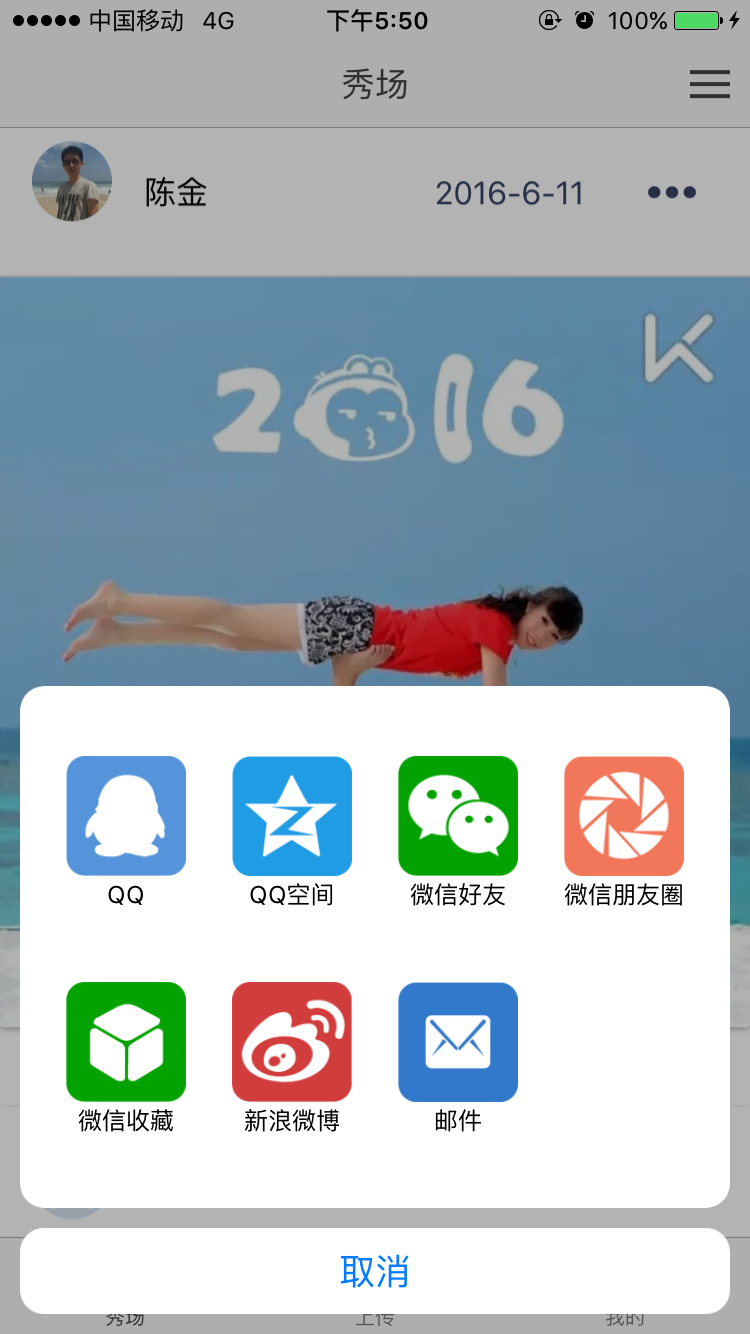 中国移动 4G 下午5:50 100%
秀场
陈金 2016-6-11
2016
QQ QQ空间 微信好友 微信朋友圈
微信收藏 新浪微博 邮件
取消
秀场 上传 我的